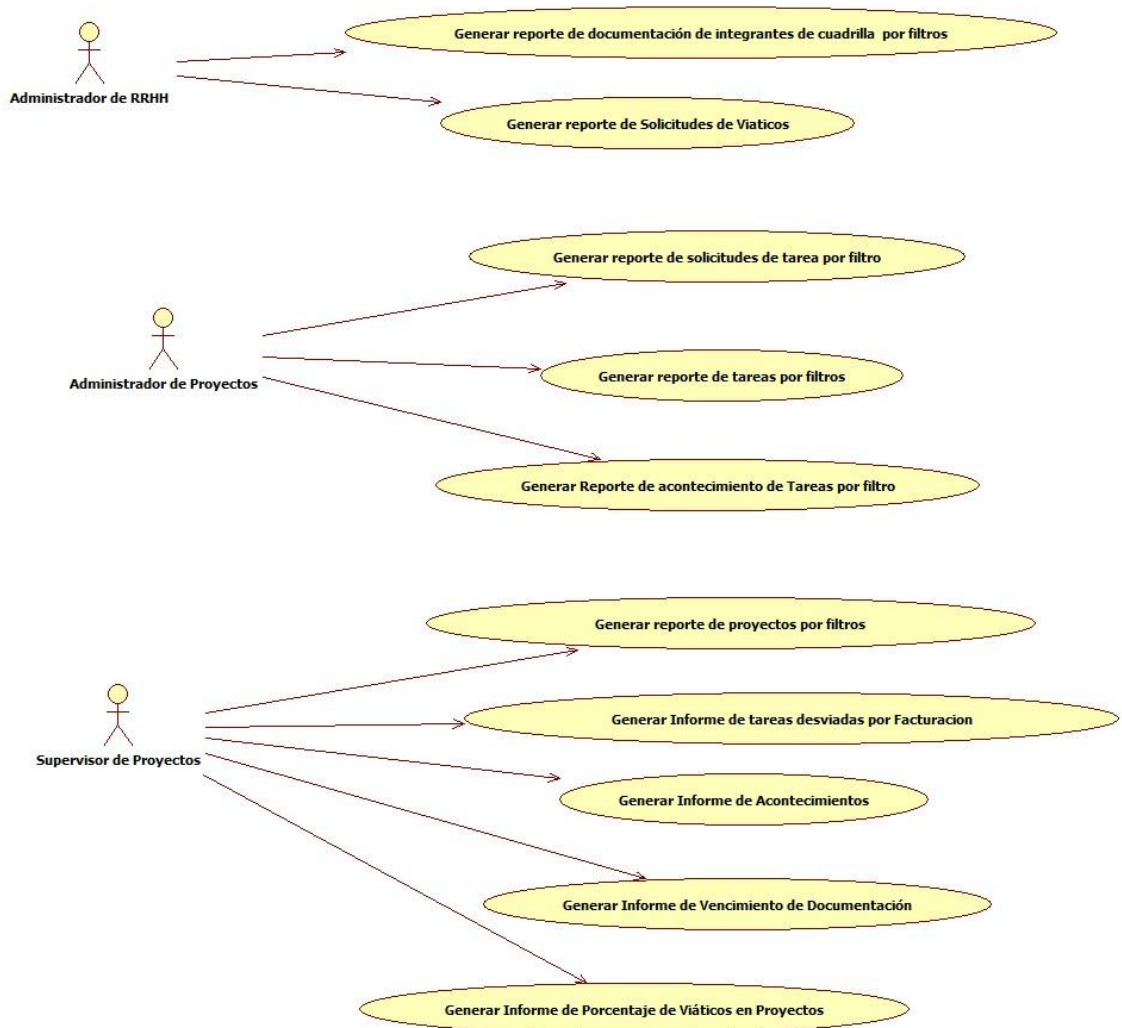 Generar reporte de documentación de integrantes de cuadrilla por filtros
Administrador de RRHH
Generar reporte de Solicitudes de Viaticos
Generar reporte de solicitudes de tarea por filtro
Administrador de Proyectos
Generar reporte de tareas por filtros
Generar Reporte de acontecimiento de Tareas por filtro
Generar reporte de proyectos por filtros
Generar Informe de tareas desviadas por Facturacion
Supervisor de Proyectos
Generar Informe de Acontecimientos
Generar Informe de Vencimiento de Documentación
Generar Informe de Porcentaje de Viáticos en Proyectos